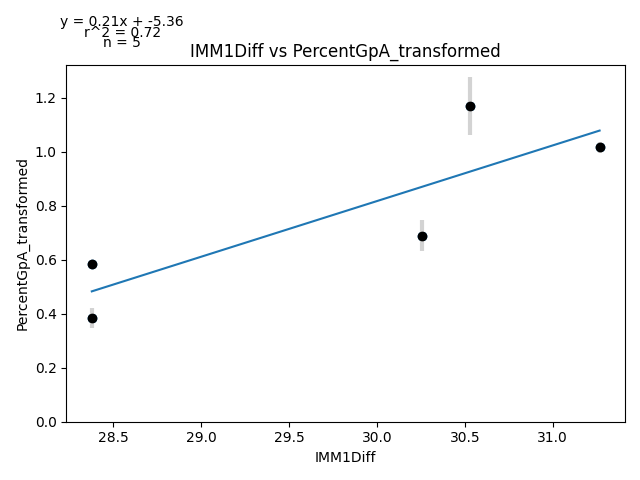 y = 0.21x + -5.36
r^2 = 0.72
n = 5
IMM1Diff vs PercentGpA_transformed
PercentGpA_transformed
1.2
1.0
0.8
0.6
0.4
0.2
0.0
28.5 29.0 29.5 30.0 30.5 31.0
IMM1Diff